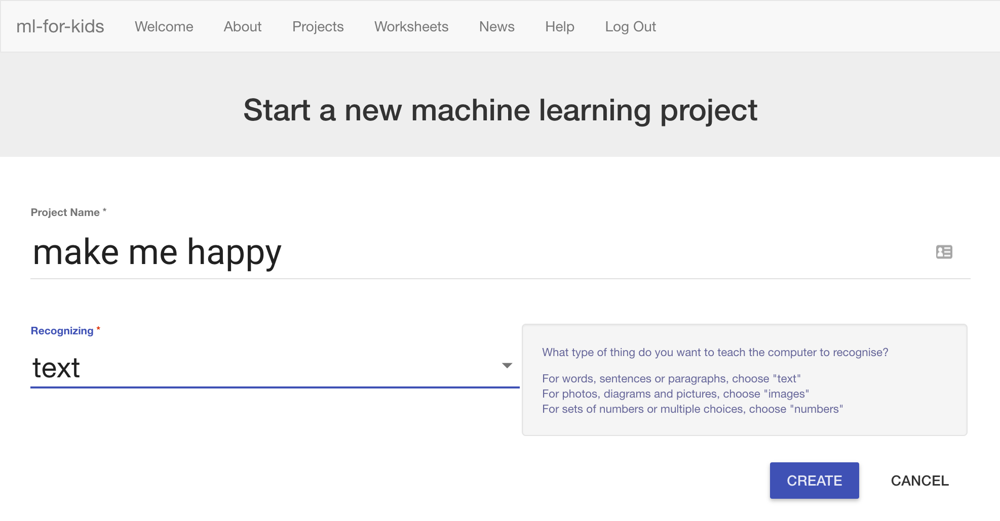 ml-for-kids Welcome About Projects Worksheets News Help Log Out
Start a new machine learning project
Project Name *
make me happy
Recognizing *
text
What type of thing do you want to teach the computer to recognise?
For words, sentences or paragraphs, choose "text"
For photos, diagrams and pictures, choose "images"
For sets of numbers or multiple choices, choose "numbers"
CREATE CANCEL